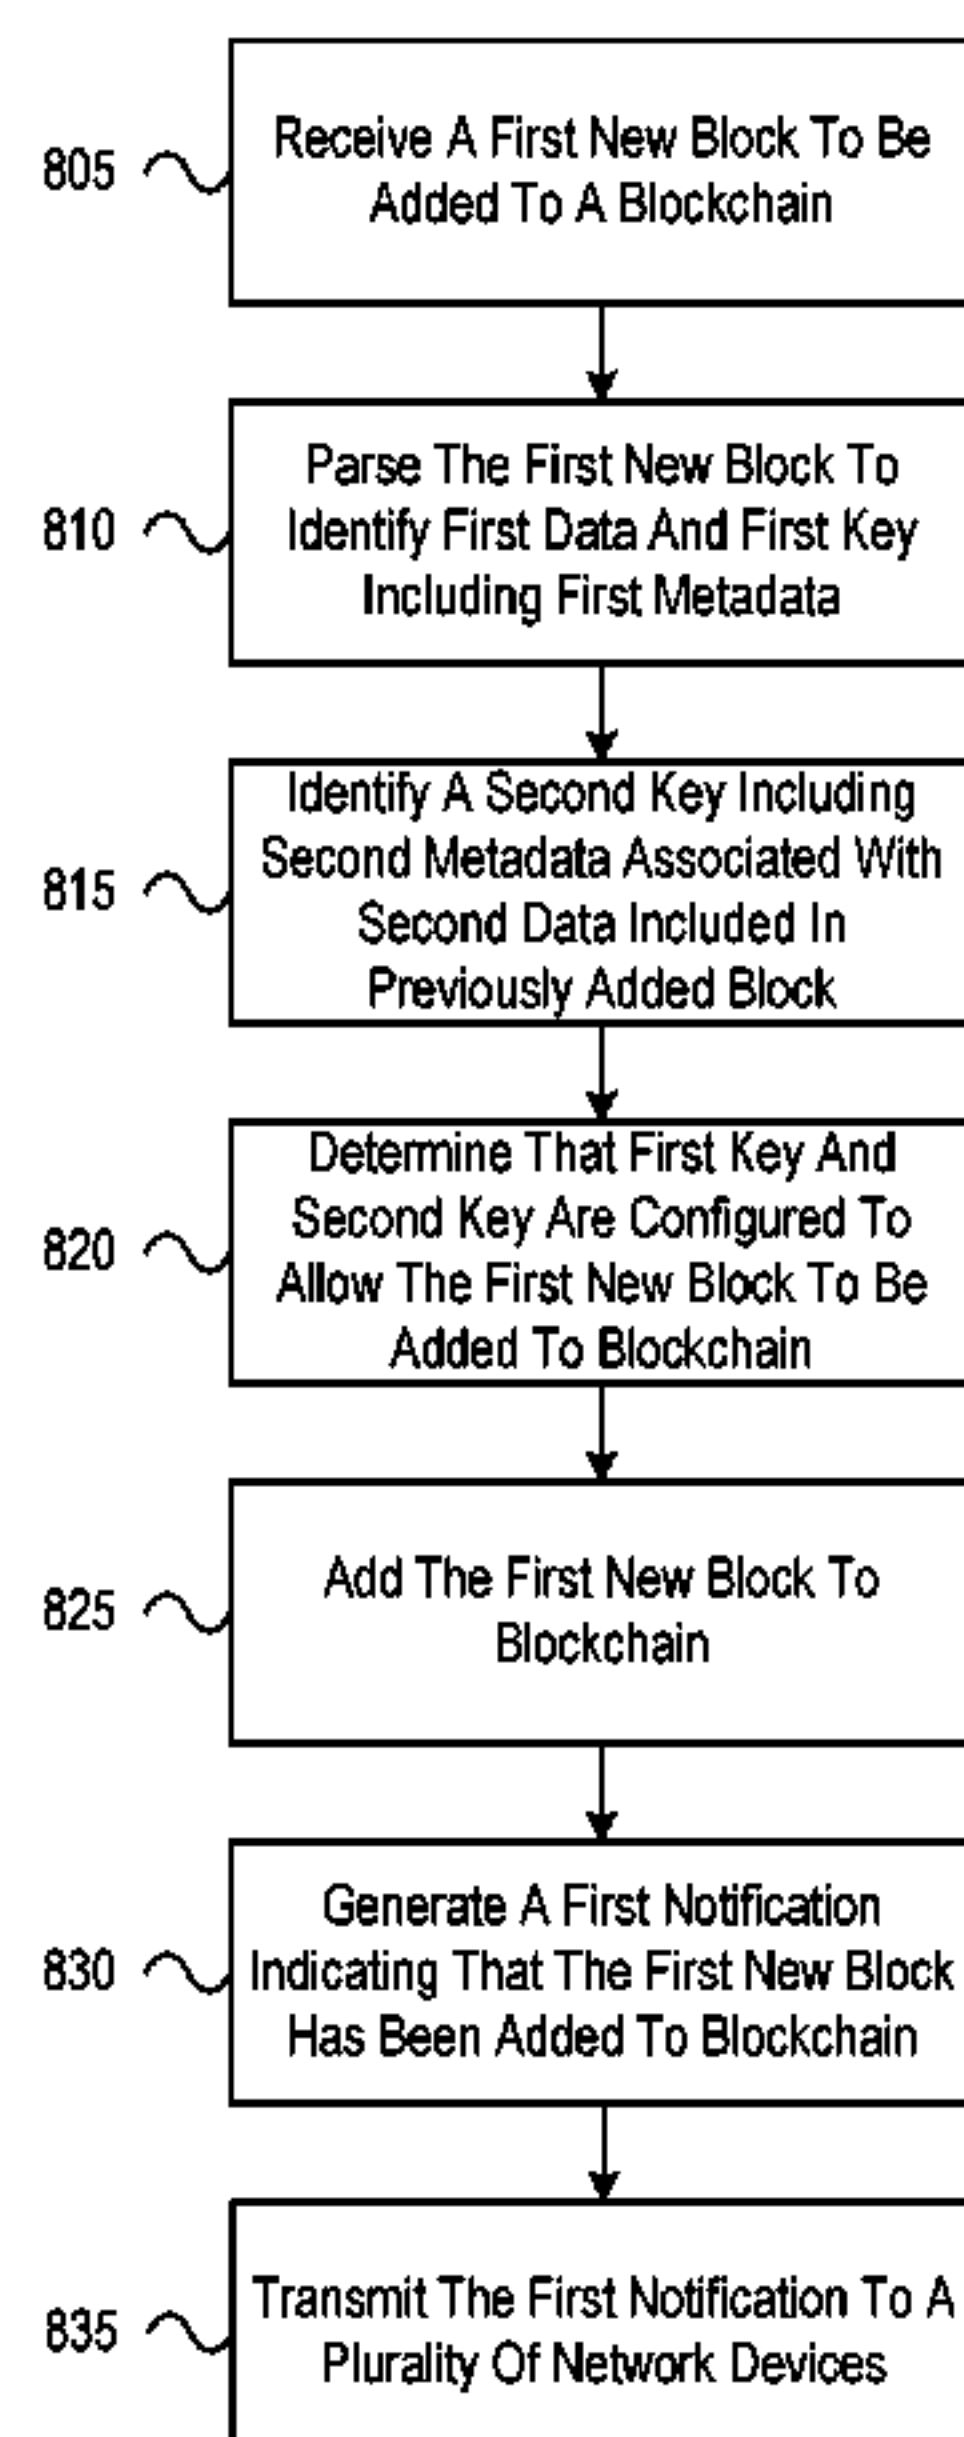 805
Receive A First New Block To Be
Added To A Blockchain
810
Parse The First New Block To
Identify First Data And First Key
Including First Metadata
815
Identify A Second Key Including
Second Metadata Associated With
Second Data Included In
Previously Added Block
820
Determine That First Key And
Second Key Are Configured To
Allow The First New Block To Be
Added To Blockchain
825
Add The First New Block To
Blockchain
830
Generate A First Notification
Indicating That The First New Block
Has Been Added To Blockchain
835
Transmit The First Notification To A
Plurality Of Network Devices